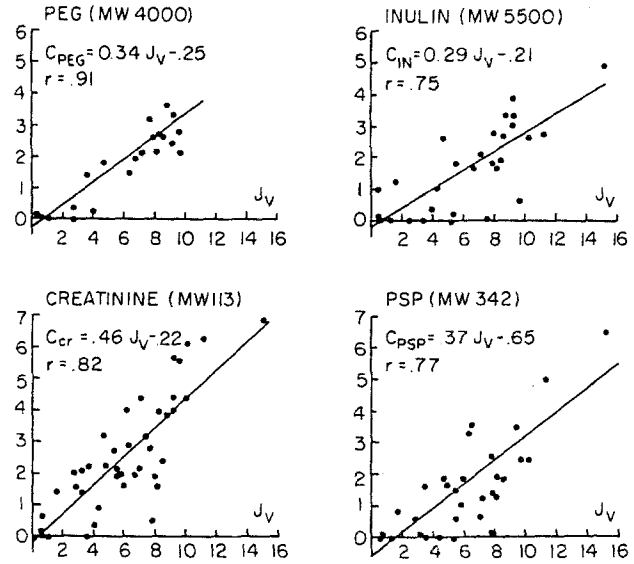 PEG (MW 4000)
C_PEG = 0.34 J_V - .25
r = .91
6
5
4
3
2
1
0
J_V
2 4 6 8 10 12 14 16
INULIN (MW 5500)
C_IN = 0.29 J_V - .21
r = .75
6
5
4
3
2
1
0
J_V
2 4 6 8 10 12 14 16
CREATININE (MW113)
C_cr = .46 J_V - .22
r = .82
7
6
5
4
3
2
1
0
J_V
0 2 4 6 8 10 12 14 16
PSP (MW 342)
C_PSP = .37 J_V - .65
r = .77
7
6
5
4
3
2
1
0
J_V
0 2 4 6 8 10 12 14 16